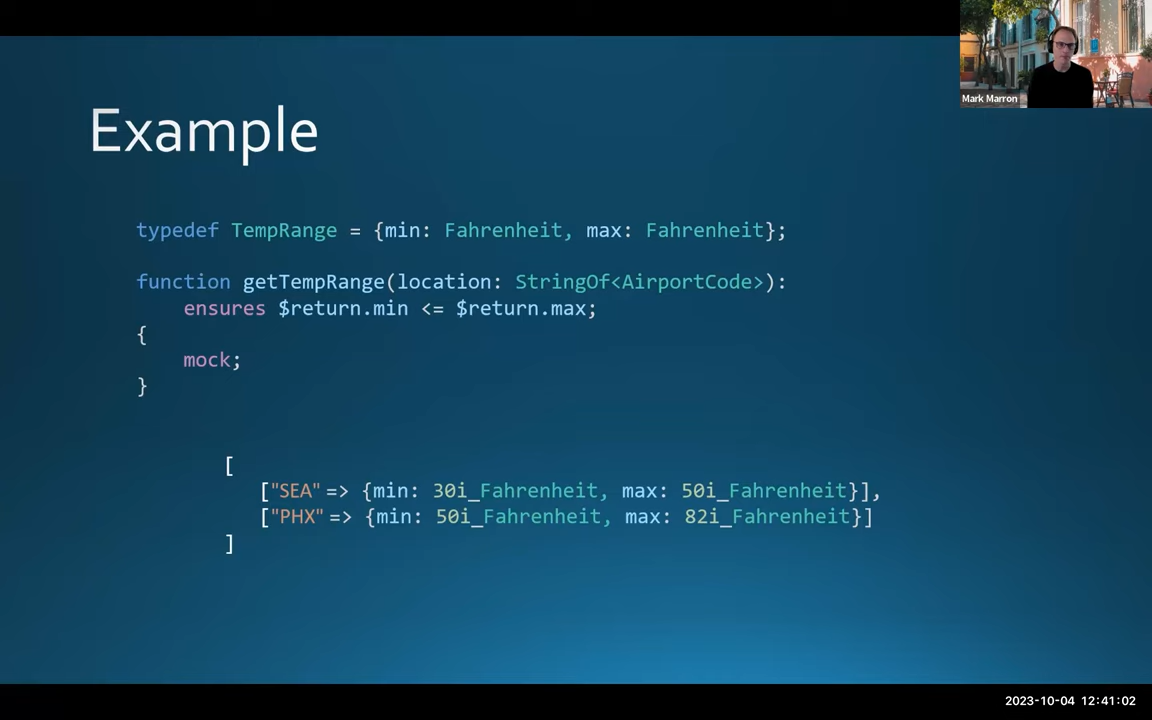 Mark Marron
Example
typedef TempRange = {min: Fahrenheit, max: Fahrenheit};
function getTempRange(location: StringOf<AirportCode>):
ensures $return.min <= $return.max;
{
mock;
}
[
["SEA" => {min: 30i_Fahrenheit, max: 50i_Fahrenheit}],
["PHX" => {min: 50i_Fahrenheit, max: 82i_Fahrenheit}]
]
2023-10-04 12:41:02